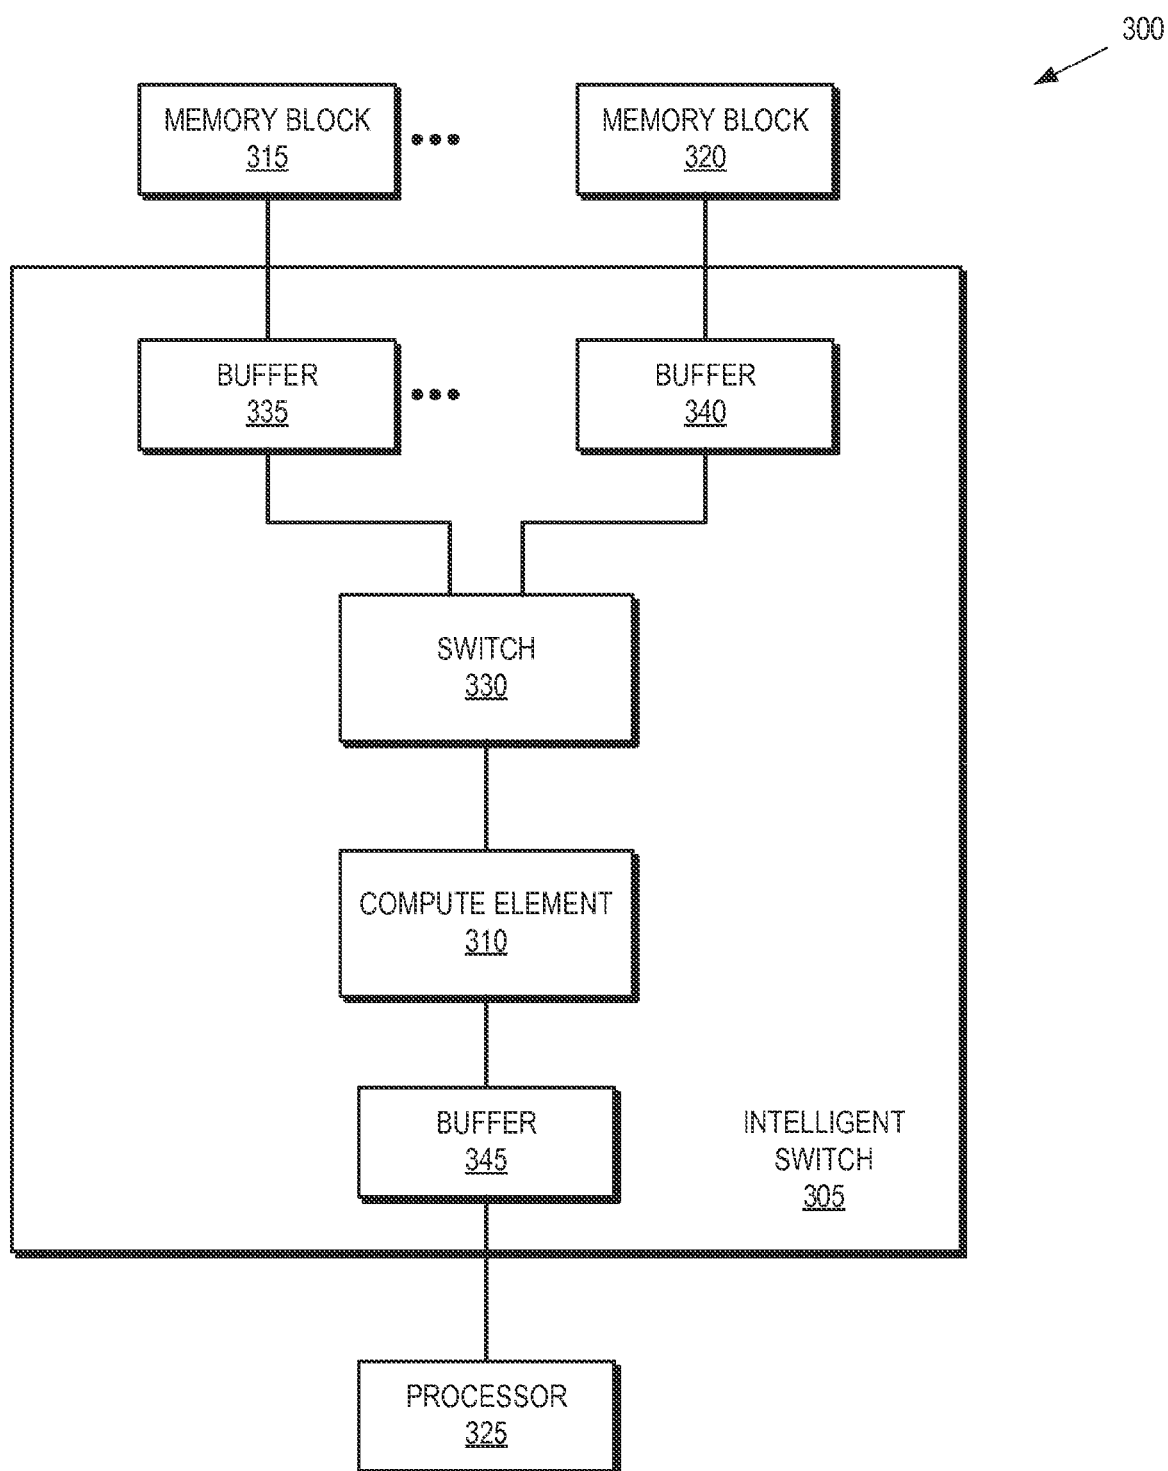 300
MEMORY BLOCK
315
MEMORY BLOCK
320
BUFFER
335
BUFFER
340
SWITCH
330
COMPUTE ELEMENT
310
BUFFER
345
INTELLIGENT
SWITCH
305
PROCESSOR
325